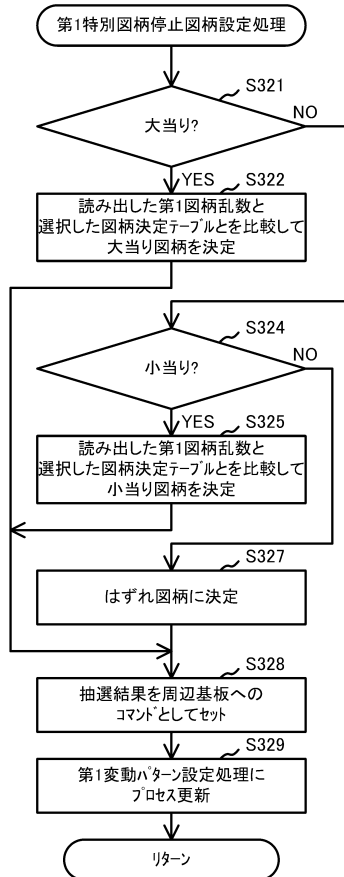 第1特別図柄停止図柄設定処理
S321
大当り?
NO
YES
S322
読み出した第1図柄乱数と
選択した図柄決定テーブルとを比較して
大当り図柄を決定
S324
小当り?
NO
YES
S325
読み出した第1図柄乱数と
選択した図柄決定テーブルとを比較して
小当り図柄を決定
S327
はずれ図柄に決定
S328
抽選結果を周辺基板への
コマンドとしてセット
S329
第1変動パターン設定処理に
プロセス更新
リターン